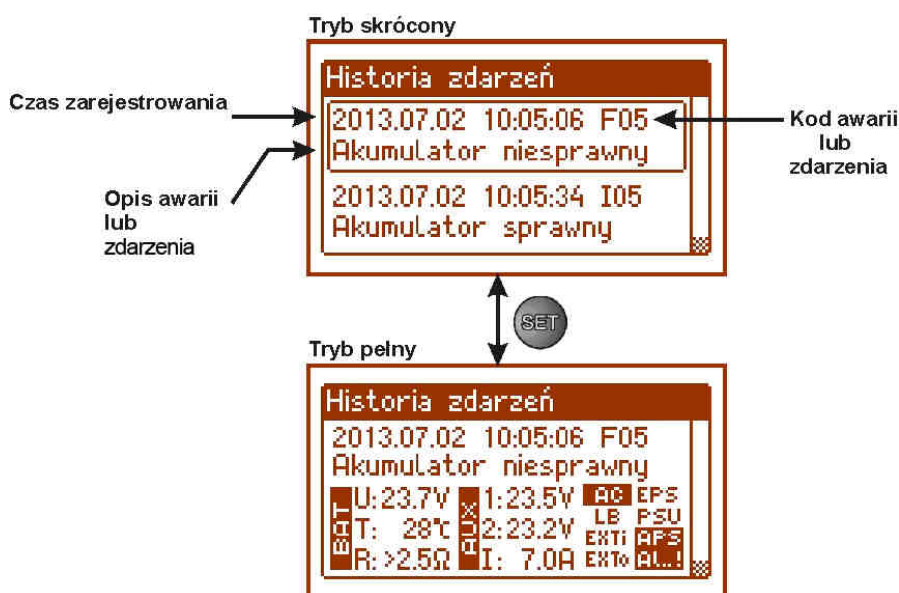 Tryb skrócony
Historia zdarzeń
Czas zarejestrowania
2013.07.02 10:05:06 F05
Kod awarii
lub
zdarzenia
Akumulator niesprawny
Opis awarii
lub
zdarzenia
2013.07.02 10:05:34 I05
Akumulator sprawny
SET
Tryb pełny
Historia zdarzeń
2013.07.02 10:05:06 F05
Akumulator niesprawny
BAT U:23.7V AUX 1:23.5V AC EPS
LB PSU
T: 28℃ 2:23.2V EXTi APS
R: >2.5Ω I: 7.0A EXTo AL...!